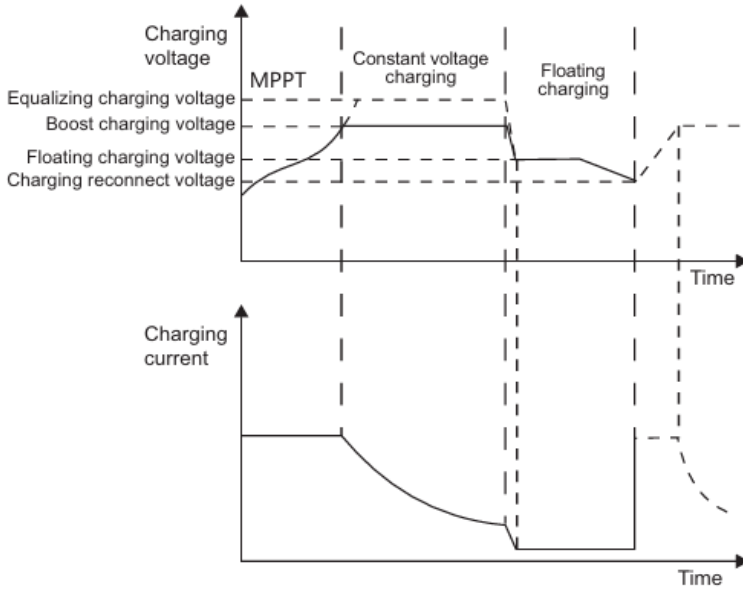 Charging
voltage
MPPT
Constant voltage
charging
Floating
charging
Equalizing charging voltage
Boost charging voltage
Floating charging voltage
Charging reconnect voltage
Time
Charging
current
Time